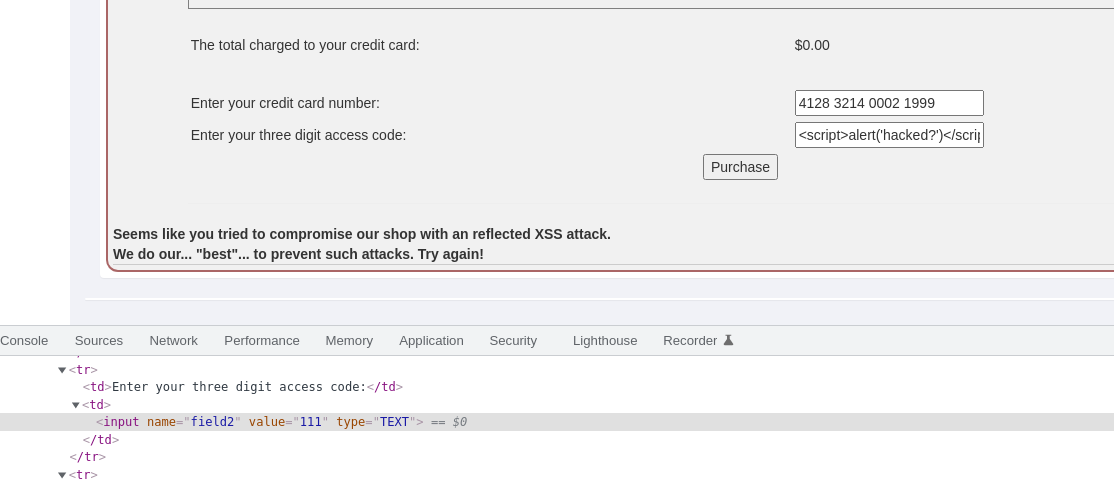 The total charged to your credit card: $0.00
Enter your credit card number: 4128 3214 0002 1999
Enter your three digit access code: <script>alert('hacked?')</scrip
Purchase
Seems like you tried to compromise our shop with an reflected XSS attack.
We do our... "best"... to prevent such attacks. Try again!
Console Sources Network Performance Memory Application Security Lighthouse Recorder
<tr>
<td>Enter your three digit access code:</td>
<td>
<input name="field2" value="111" type="TEXT"> == $0
</td>
</tr>
<tr>